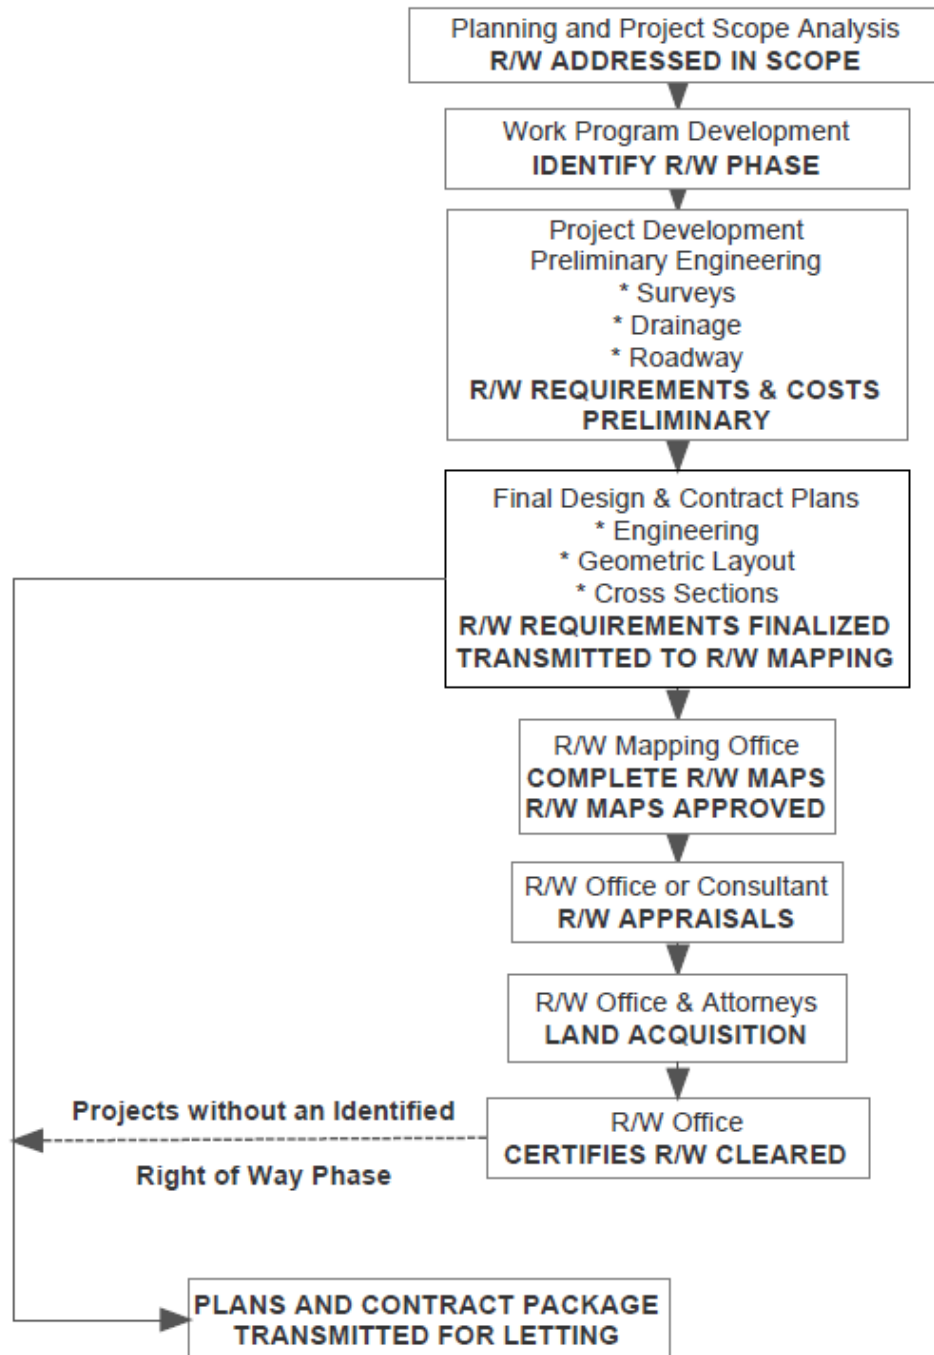 Planning and Project Scope Analysis
R/W ADDRESSED IN SCOPE
Work Program Development
IDENTIFY R/W PHASE
Project Development
Preliminary Engineering
* Surveys
* Drainage
* Roadway
R/W REQUIREMENTS & COSTS
PRELIMINARY
Final Design & Contract Plans
* Engineering
* Geometric Layout
* Cross Sections
R/W REQUIREMENTS FINALIZED
TRANSMITTED TO R/W MAPPING
R/W Mapping Office
COMPLETE R/W MAPS
R/W MAPS APPROVED
R/W Office or Consultant
R/W APPRAISALS
R/W Office & Attorneys
LAND ACQUISITION
R/W Office
CERTIFIES R/W CLEARED
Projects without an Identified
Right of Way Phase
PLANS AND CONTRACT PACKAGE
TRANSMITTED FOR LETTING